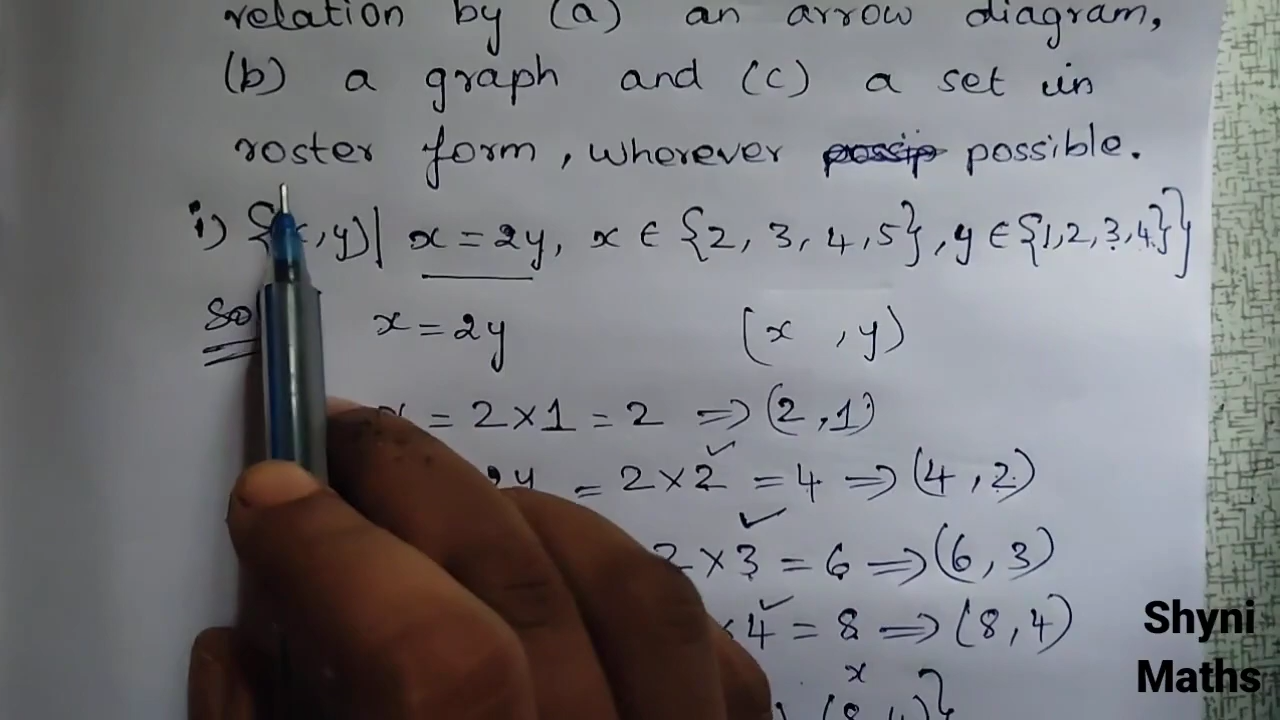 relation by (a) an arrow diagram,
(b) a graph and (c) a set in
roster form, wherever possible.
i) {(x,y)| x = 2y, x ∈ {2, 3, 4, 5}, y ∈ {1,2,3,4}}
x = 2y (x , y)
= 2×1 = 2 ⇒ (2,1)
2y = 2×2 = 4 ⇒ (4,2)
2×3 = 6 ⇒ (6,3)
×4 = 8 ⇒ (8,4)
x
Shyni
Maths